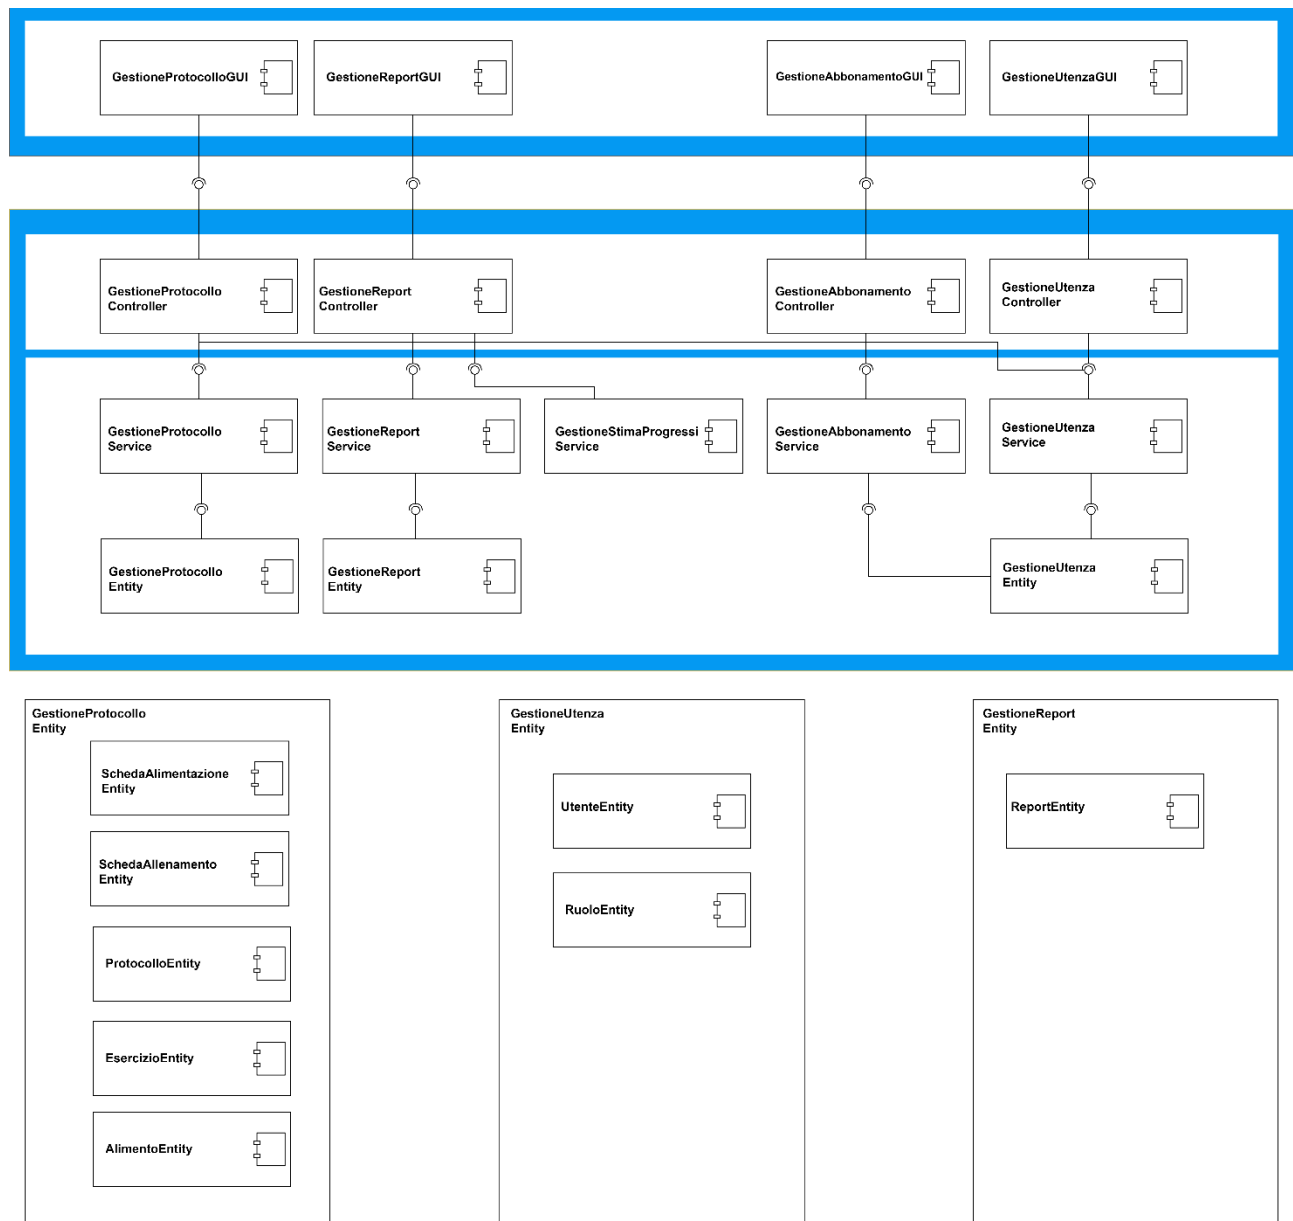 GestioneProtocolloGUI
GestioneReportGUI
GestioneAbbonamentoGUI
GestioneUtenzaGUI
GestioneProtocollo
Controller
GestioneReport
Controller
GestioneAbbonamento
Controller
GestioneUtenza
Controller
GestioneProtocollo
Service
GestioneReport
Service
GestioneStimaProgressi
Service
GestioneAbbonamento
Service
GestioneUtenza
Service
GestioneProtocollo
Entity
GestioneReport
Entity
GestioneUtenza
Entity
GestioneProtocollo
Entity
SchedaAlimentazione
Entity
SchedaAllenamento
Entity
ProtocolloEntity
EsercizioEntity
AlimentoEntity
GestioneUtenza
Entity
UtenteEntity
RuoloEntity
GestioneReport
Entity
ReportEntity